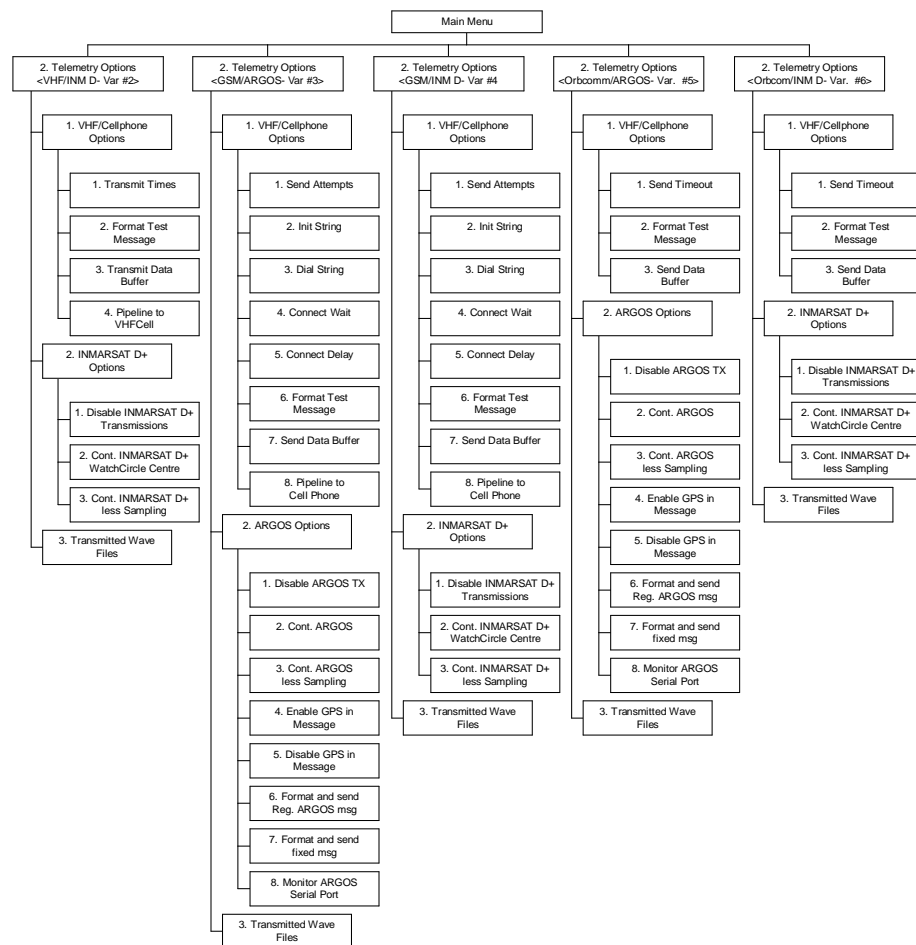 Main Menu
2. Telemetry Options
<VHF/INM D- Var #2>
1. VHF/Cellphone
Options
1. Transmit Times
2. Format Test
Message
3. Transmit Data
Buffer
4. Pipeline to
VHFCell
2. INMARSAT D+
Options
1. Disable INMARSAT D+
Transmissions
2. Cont. INMARSAT D+
WatchCircle Centre
3. Cont. INMARSAT D+
less Sampling
3. Transmitted Wave
Files
2. Telemetry Options
<GSM/ARGOS- Var #3>
1. VHF/Cellphone
Options
1. Send Attempts
2. Init String
3. Dial String
4. Connect Wait
5. Connect Delay
6. Format Test
Message
7. Send Data Buffer
8. Pipeline to
Cell Phone
2. ARGOS Options
1. Disable ARGOS TX
2. Cont. ARGOS
3. Cont. ARGOS
less Sampling
4. Enable GPS in
Message
5. Disable GPS in
Message
6. Format and send
Reg. ARGOS msg
7. Format and send
fixed msg
8. Monitor ARGOS
Serial Port
3. Transmitted Wave
Files
2. Telemetry Options
<GSM/INM D- Var #4
1. VHF/Cellphone
Options
1. Send Attempts
2. Init String
3. Dial String
4. Connect Wait
5. Connect Delay
6. Format Test
Message
7. Send Data Buffer
8. Pipeline to
Cell Phone
2. INMARSAT D+
Options
1. Disable INMARSAT D+
Transmissions
2. Cont. INMARSAT D+
WatchCircle Centre
3. Cont. INMARSAT D+
less Sampling
3. Transmitted Wave
Files
2. Telemetry Options
<Orbcomm/ARGOS- Var. #5>
1. VHF/Cellphone
Options
1. Send Timeout
2. Format Test
Message
3. Send Data
Buffer
2. ARGOS Options
1. Disable ARGOS TX
2. Cont. ARGOS
3. Cont. ARGOS
less Sampling
4. Enable GPS in
Message
5. Disable GPS in
Message
6. Format and send
Reg. ARGOS msg
7. Format and send
fixed msg
8. Monitor ARGOS
Serial Port
3. Transmitted Wave
Files
2. Telemetry Options
<Orbcom/INM D- Var. #6>
1. VHF/Cellphone
Options
1. Send Timeout
2. Format Test
Message
3. Send Data
Buffer
2. INMARSAT D+
Options
1. Disable INMARSAT D+
Transmissions
2. Cont. INMARSAT D+
WatchCircle Centre
3. Cont. INMARSAT D+
less Sampling
3. Transmitted Wave
Files